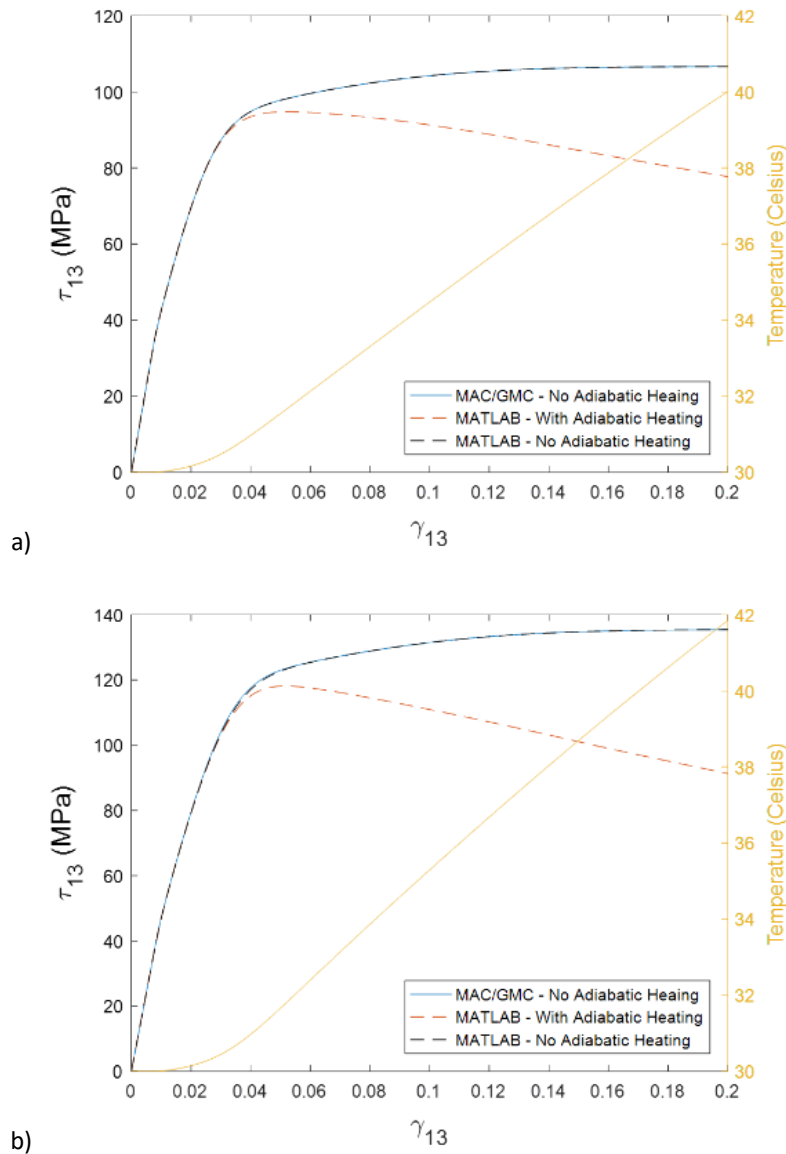 120
100
80
60
40
20
0
τ13 (MPa)
42
40
38
36
34
32
30
Temperature (Celsius)
MAC/GMC - No Adiabatic Heaing
MATLAB - With Adiabatic Heating
MATLAB - No Adiabatic Heating
0 0.02 0.04 0.06 0.08 0.1 0.12 0.14 0.16 0.18 0.2
γ13
a)
140
120
100
80
60
40
20
0
τ13 (MPa)
42
40
38
36
34
32
30
Temperature (Celsius)
MAC/GMC - No Adiabatic Heaing
MATLAB - With Adiabatic Heating
MATLAB - No Adiabatic Heating
0 0.02 0.04 0.06 0.08 0.1 0.12 0.14 0.16 0.18 0.2
γ13
b)